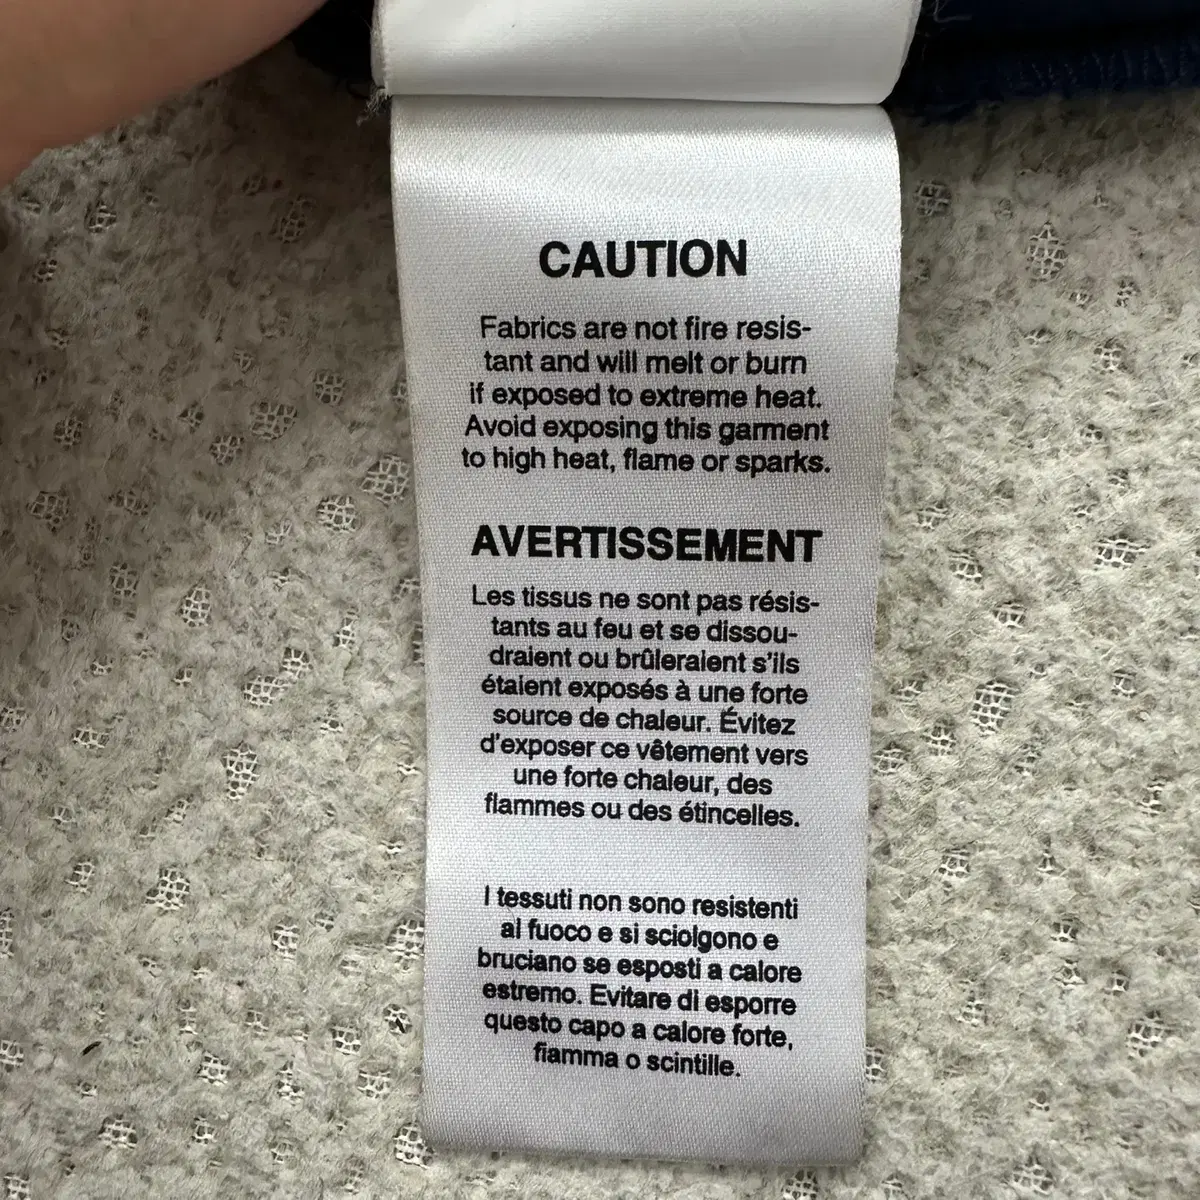 CAUTION
Fabrics are not fire resis-
tant and will melt or burn
if exposed to extreme heat.
Avoid exposing this garment
to high heat, flame or sparks.
AVERTISSEMENT
Les tissus ne sont pas résis-
tants au feu et se dissou-
draient ou brûleraient s'ils
étaient exposés à une forte
source de chaleur. Évitez
d'exposer ce vêtement vers
une forte chaleur, des
flammes ou des étincelles.
I tessuti non sono resistenti
al fuoco e si sciolgono e
bruciano se esposti a calore
estremo. Evitare di esporre
questo capo a calore forte,
fiamma o scintille.